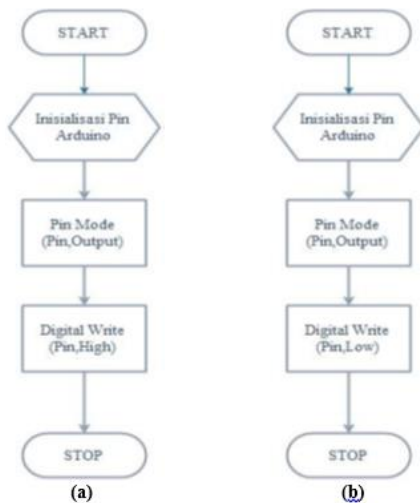 START
Inisialisasi Pin
Arduino
Pin Mode
(Pin,Output)
Digital Write
(Pin,High)
STOP
(a)
START
Inisialisasi Pin
Arduino
Pin Mode
(Pin,Output)
Digital Write
(Pin,Low)
STOP
(b)